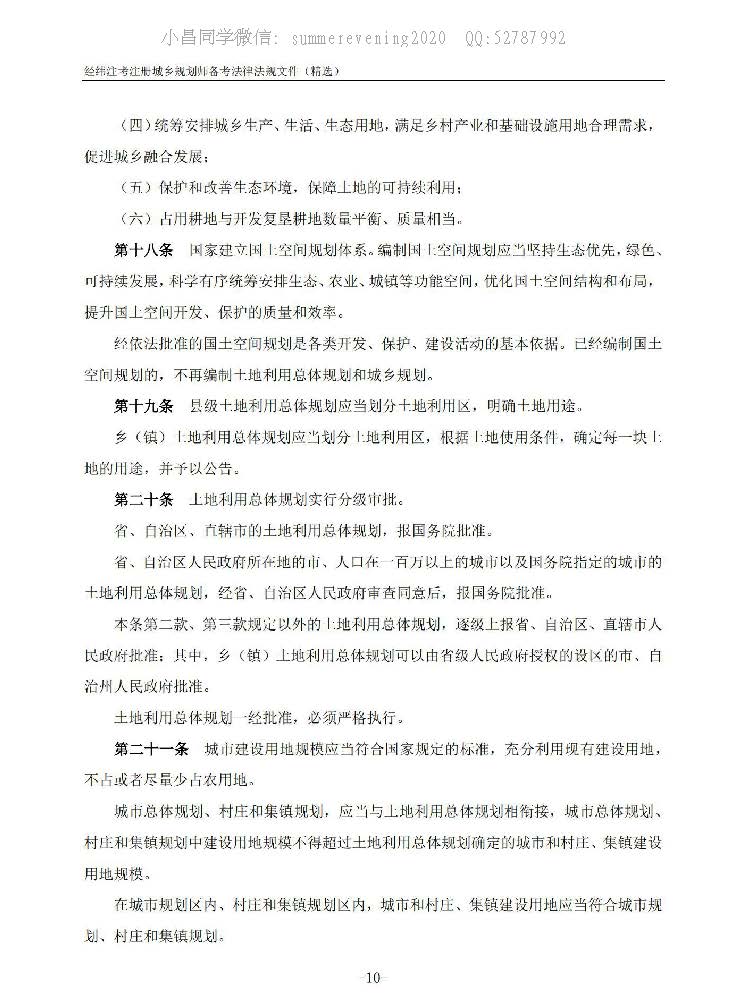 小昌同学微信: summerevening2020 QQ:52787992
经纬注考注册城乡规划师备考法律法规文件（精选）
（四）统筹安排城乡生产、生活、生态用地，满足乡村产业和基础设施用地合理需求，
促进城乡融合发展；
（五）保护和改善生态环境，保障土地的可持续利用；
（六）占用耕地与开发复垦耕地数量平衡、质量相当。
第十八条 国家建立国土空间规划体系。编制国土空间规划应当坚持生态优先，绿色、
可持续发展，科学有序统筹安排生态、农业、城镇等功能空间，优化国土空间结构和布局，
提升国土空间开发、保护的质量和效率。
经依法批准的国土空间规划是各类开发、保护、建设活动的基本依据。已经编制国土
空间规划的，不再编制土地利用总体规划和城乡规划。
第十九条 县级土地利用总体规划应当划分土地利用区，明确土地用途。
乡（镇）土地利用总体规划应当划分土地利用区，根据土地使用条件，确定每一块土
地的用途，并予以公告。
第二十条 土地利用总体规划实行分级审批。
省、自治区、直辖市的土地利用总体规划，报国务院批准。
省、自治区人民政府所在地的市、人口在一百万以上的城市以及国务院指定的城市的
土地利用总体规划，经省、自治区人民政府审查同意后，报国务院批准。
本条第二款、第三款规定以外的土地利用总体规划，逐级上报省、自治区、直辖市人
民政府批准；其中，乡（镇）土地利用总体规划可以由省级人民政府授权的设区的市、自
治州人民政府批准。
土地利用总体规划一经批准，必须严格执行。
第二十一条 城市建设用地规模应当符合国家规定的标准，充分利用现有建设用地，
不占或者尽量少占农用地。
城市总体规划、村庄和集镇规划，应当与土地利用总体规划相衔接，城市总体规划、
村庄和集镇规划中建设用地规模不得超过土地利用总体规划确定的城市和村庄、集镇建设
用地规模。
在城市规划区内、村庄和集镇规划区内，城市和村庄、集镇建设用地应当符合城市规
划、村庄和集镇规划。
-10-